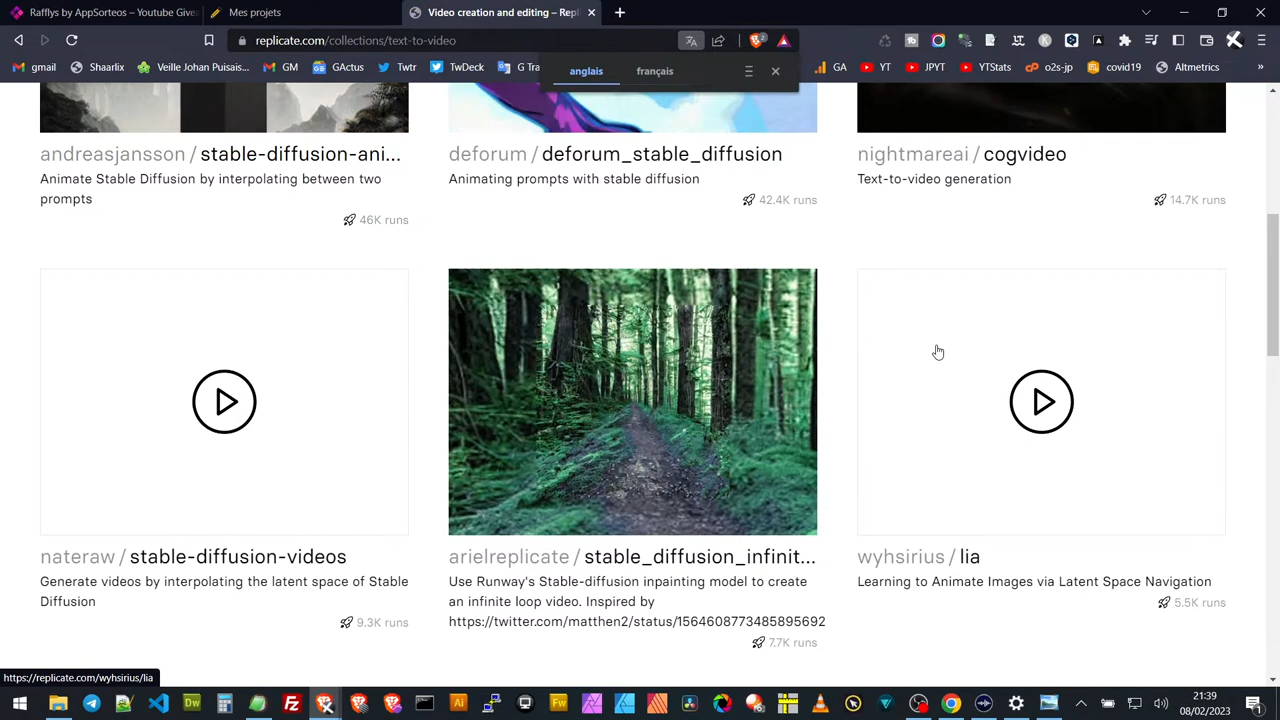 Rafflys by AppSorteos – YouTube Give
Mes projets
Video creation and editing – Repl
replicate.com/collections/text-to-video
gmail
Shaarlix
Veille Johan Puisais...
GM
GActus
Twtr
TwDeck
G Tra
anglais
français
GA
YT
JPYT
YTStats
o2s-jp
covid19
Altmetrics
andreasjansson / stable-diffusion-ani...
Animate Stable Diffusion by interpolating between two
prompts
46K runs
deforum / deforum_stable_diffusion
Animating prompts with stable diffusion
42.4K runs
nightmareai / cogvideo
Text-to-video generation
14.7K runs
nateraw / stable-diffusion-videos
Generate videos by interpolating the latent space of Stable
Diffusion
9.3K runs
arielreplicate / stable_diffusion_infinit...
Use Runway's Stable-diffusion inpainting model to create
an infinite loop video. Inspired by
https://twitter.com/matthen2/status/1564608773485895692
7.7K runs
wyhsirius / lia
Learning to Animate Images via Latent Space Navigation
5.5K runs
https://replicate.com/wyhsirius/lia
21:39
08/02/2023